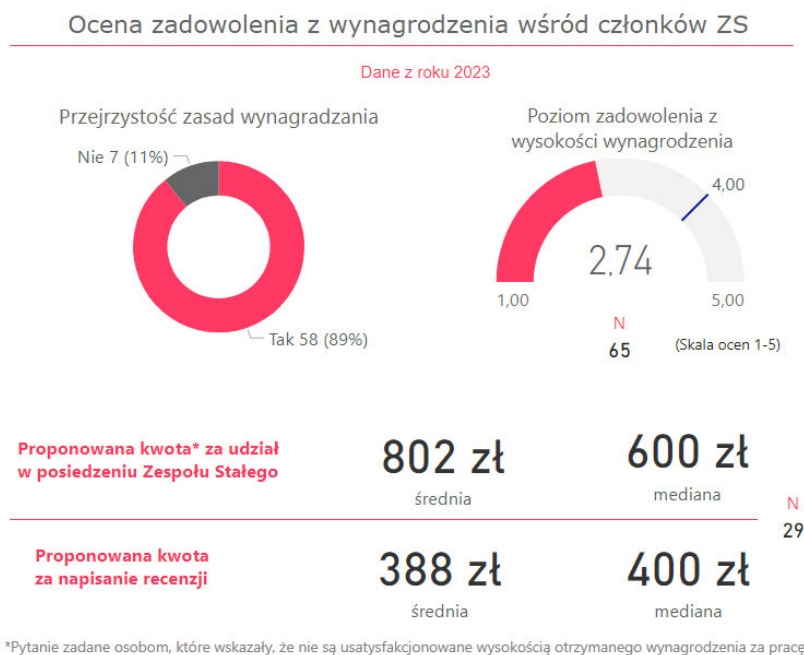 Ocena zadowolenia z wynagrodzenia wśród członków ZS
Dane z roku 2023
Przejrzystość zasad wynagradzania
Nie 7 (11%)
Tak 58 (89%)
Poziom zadowolenia z
wysokości wynagrodzenia
4,00
2,74
1,00
5,00
N
65
(Skala ocen 1-5)
Proponowana kwota* za udział
w posiedzeniu Zespołu Stałego
802 zł
średnia
600 zł
mediana
N
29
Proponowana kwota
za napisanie recenzji
388 zł
średnia
400 zł
mediana
*Pytanie zadane osobom, które wskazały, że nie są usatysfakcjonowane wysokością otrzymanego wynagrodzenia za pracę